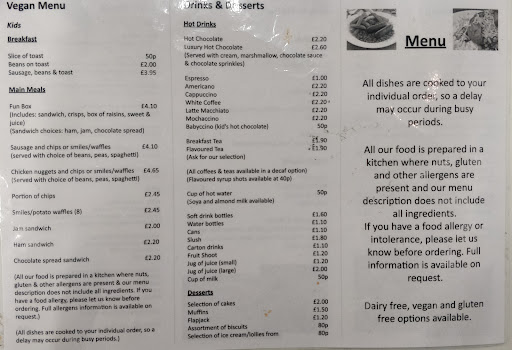 Vegan Menu
Kids
Breakfast
Slice of toast 50p
Beans on toast £2.00
Sausage, beans & toast £3.95
Main Meals
Fun Box £4.10
(Includes: sandwich, crisps, box of raisins, sweet &
juice)
(Sandwich choices: ham, jam, chocolate spread)
Sausage and chips or smiles/waffles £4.10
(served with choice of beans, peas, spaghetti)
Chicken nuggets and chips or smiles/waffles £4.65
(served with choice of beans, peas, spaghetti)
Portion of chips £2.45
Smiles/potato waffles (8) £2.45
Jam sandwich £2.00
Ham sandwich £2.20
Chocolate spread sandwich £2.20
(All our food is prepared in a kitchen where nuts,
gluten & other allergens are present & our menu
description does not include all ingredients. If you
have a food allergy, please let us know before
ordering. Full allergens information is available on
request.)
(All dishes are cooked to your individual order, so a
delay may occur during busy periods.)
Drinks & Desserts
Hot Drinks
Hot Chocolate £2.20
Luxury Hot Chocolate £2.60
(Served with cream, marshmallow, chocolate sauce
& chocolate sprinkles)
Espresso £1.00
Americano £2.20
Cappuccino £2.20
White Coffee £2.20
Latte Macchiato £2.20
Mochaccino £2.20
Babyccino (kid's hot chocolate) 50p
Breakfast Tea £1.90
Flavoured Tea £1.90
(Ask for our selection)
(All coffees & teas available in a decaf option)
(Flavoured syrup shots available at 40p)
Cup of hot water 50p
(Soya and almond milk available)
Soft drink bottles £1.60
Water bottles £1.10
Cans £1.10
Slush £1.80
Carton drinks £1.10
Fruit Shoot £1.20
Jug of juice (small) £1.20
Jug of juice (large) £2.00
Cup of milk 50p
Desserts
Selection of cakes £2.00
Muffins £1.50
Flapjack £1.20
Assortment of biscuits 80p
Selection of ice cream/lollies from 80p
Menu
All dishes are cooked to your
individual order, so a delay
may occur during busy
periods.
All our food is prepared in a
kitchen where nuts, gluten
and other allergens are
present and our menu
description does not include
all ingredients.
If you have a food allergy or
intolerance, please let us
know before ordering. Full
information is available on
request.
Dairy free, vegan and gluten
free options available.